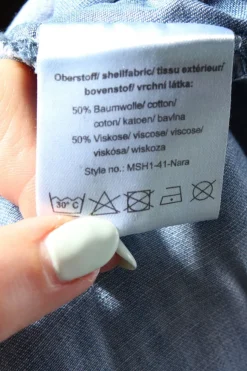 Oberstoff/ shellfabric/ tissu extérieur/
bovenstof/ vrchní látka:
50% Baumwolle/ cotton/
coton/ katoen/ bavlna
50% Viskose/ viscose/ viscose/
viskósa/ wiskoza
Style no.: MSH1-41-Nara
30° C